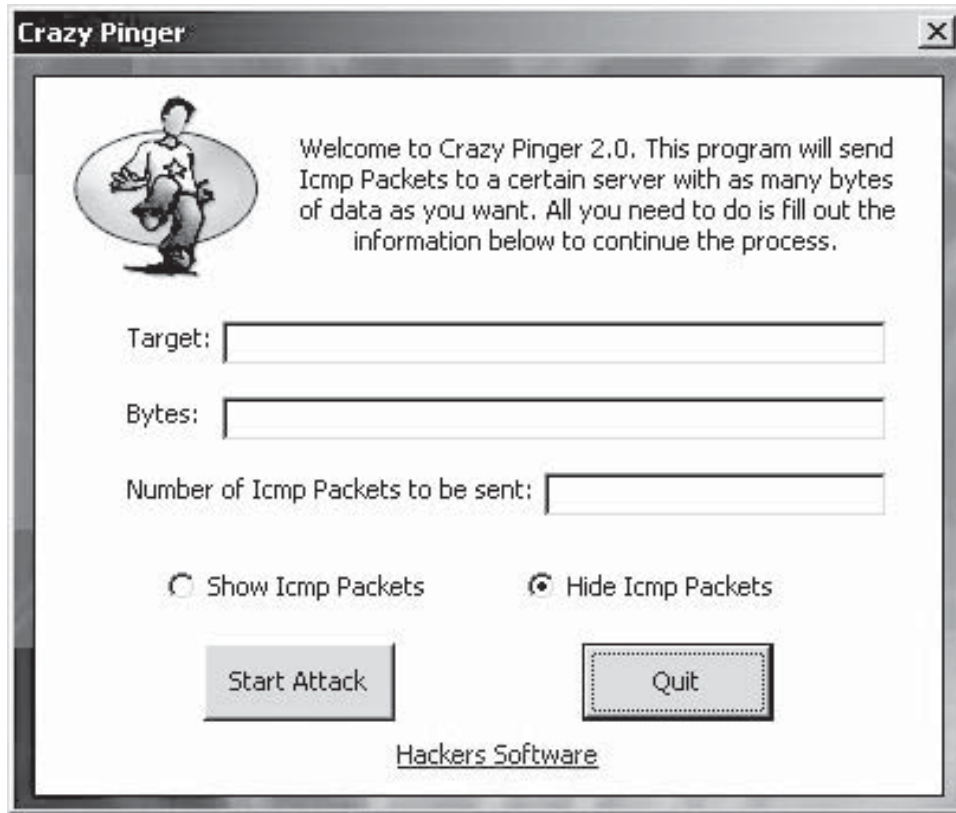 Crazy Pinger
Welcome to Crazy Pinger 2.0. This program will send
Icmp Packets to a certain server with as many bytes
of data as you want. All you need to do is fill out the
information below to continue the process.
Target:
Bytes:
Number of Icmp Packets to be sent:
Show Icmp Packets Hide Icmp Packets
Start Attack Quit
Hackers Software